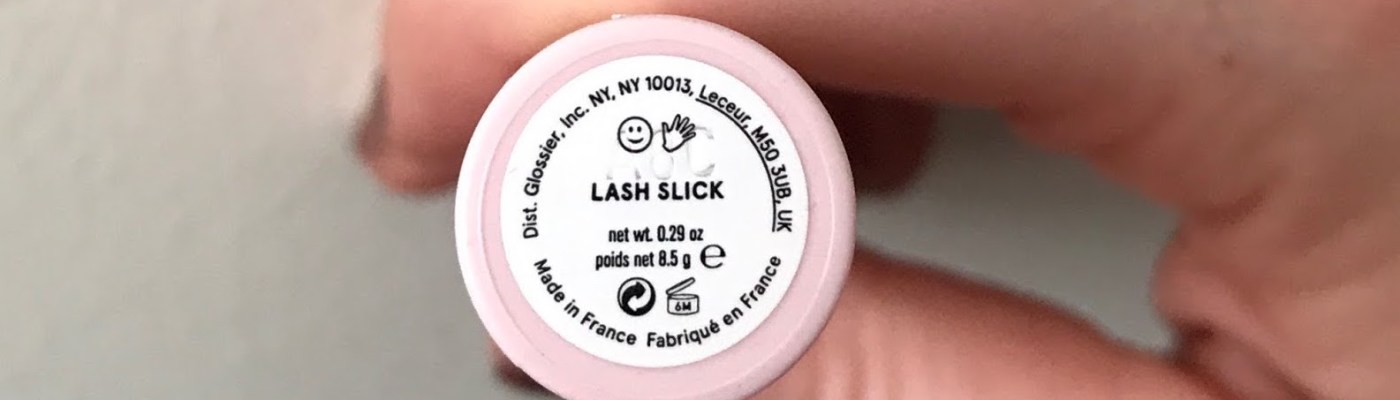 Dist. Glossier, Inc. NY, NY 10013, Leceur, M50 3UB, UK
LASH SLICK
net wt. 0.29 oz
poids net 8.5 g ℮
6M
Made in France Fabriqué en France